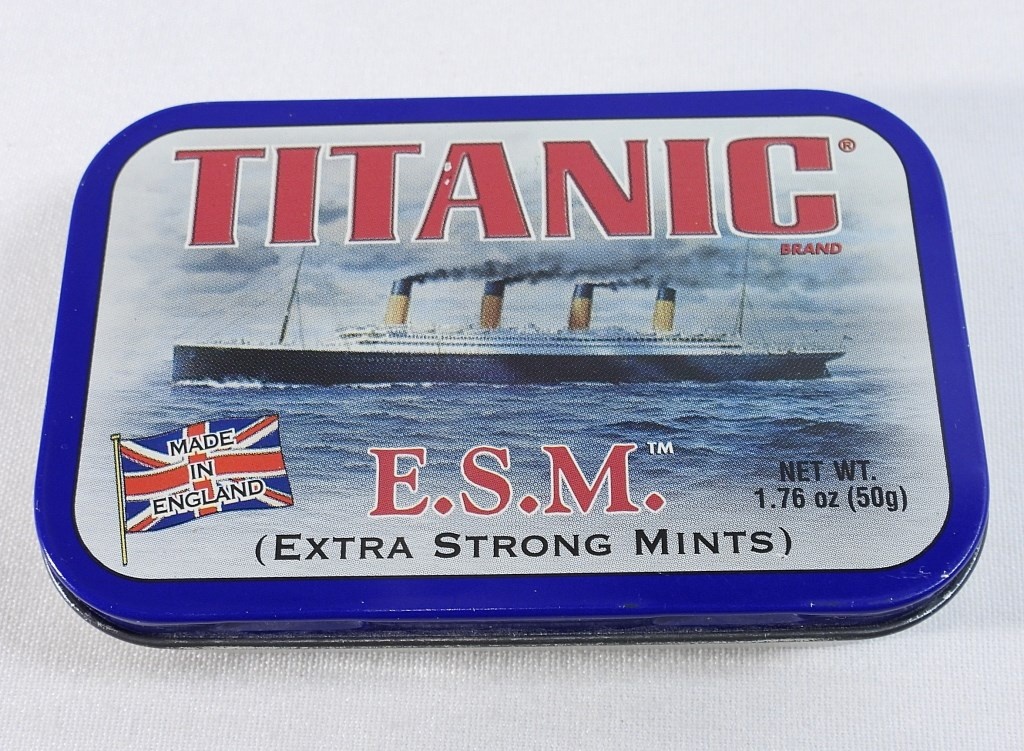 TITANIC®
BRAND
MADE
IN
ENGLAND
E.S.M.™
NET WT.
1.76 oz (50g)
(EXTRA STRONG MINTS)